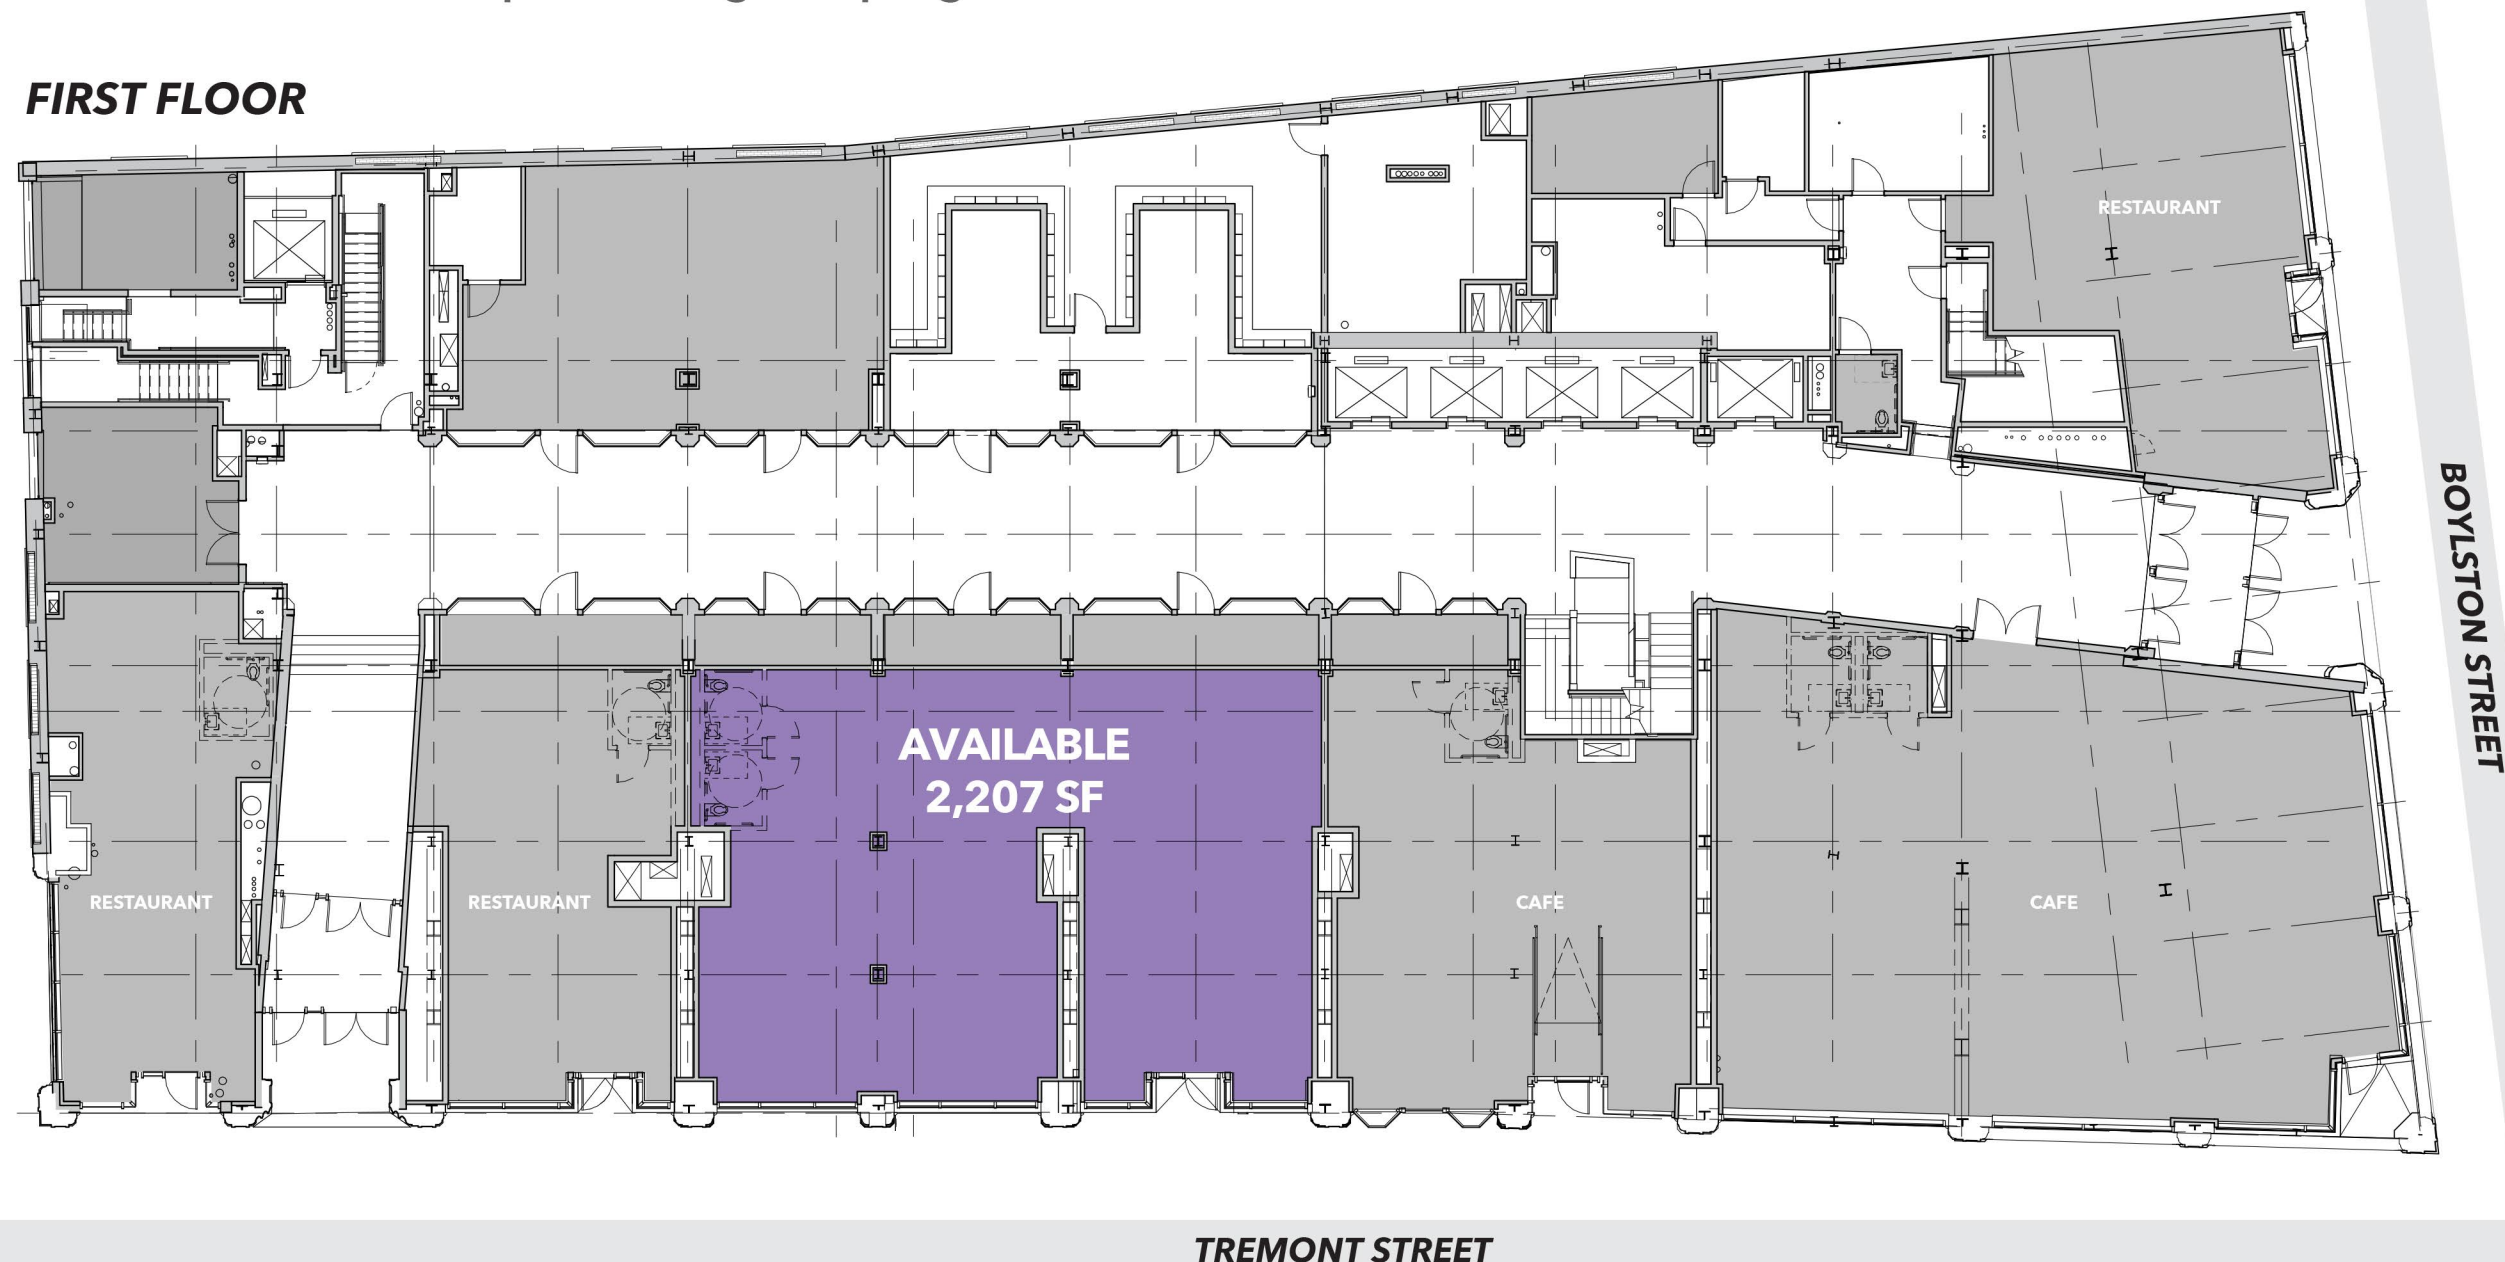 FIRST FLOOR
RESTAURANT
BOYLSTON STREET
AVAILABLE
2,207 SF
RESTAURANT
RESTAURANT
CAFE
CAFE
TREMONT STREET